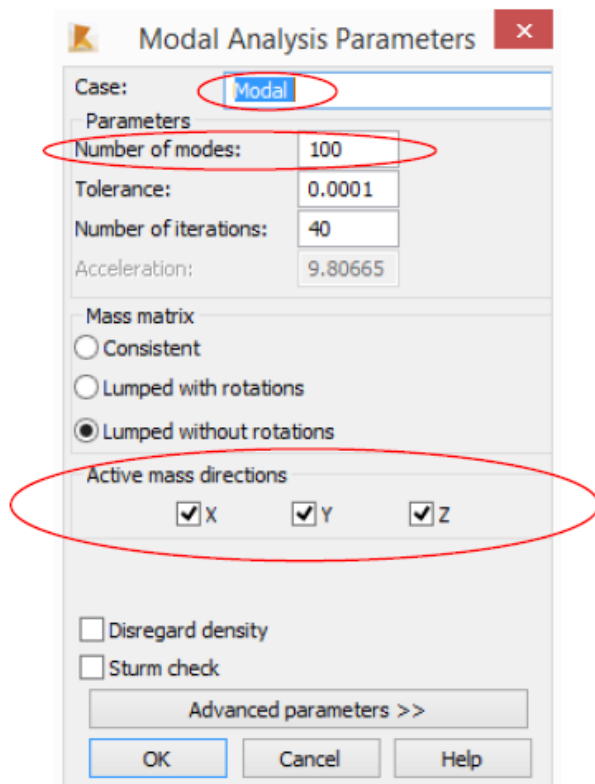 Modal Analysis Parameters
Case: Modal
Parameters
Number of modes: 100
Tolerance: 0.0001
Number of iterations: 40
Acceleration: 9.80665
Mass matrix
Consistent
Lumped with rotations
Lumped without rotations
Active mass directions
X Y Z
Disregard density
Sturm check
Advanced parameters >>
OK Cancel Help